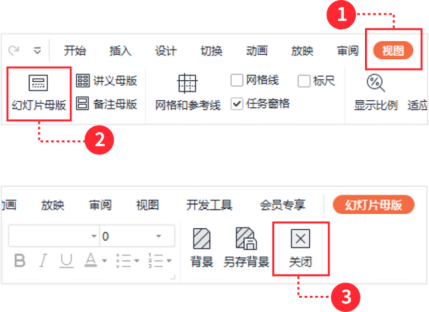 1
开始 插入 设计 切换 动画 放映 审阅 视图
讲义母版 网格线 标尺
幻灯片母版 备注母版 网格和参考线 任务窗格 显示比例 适应
2
动画 放映 审阅 视图 开发工具 会员专享 幻灯片母版
0
B I U A 背景 另存背景 关闭
3